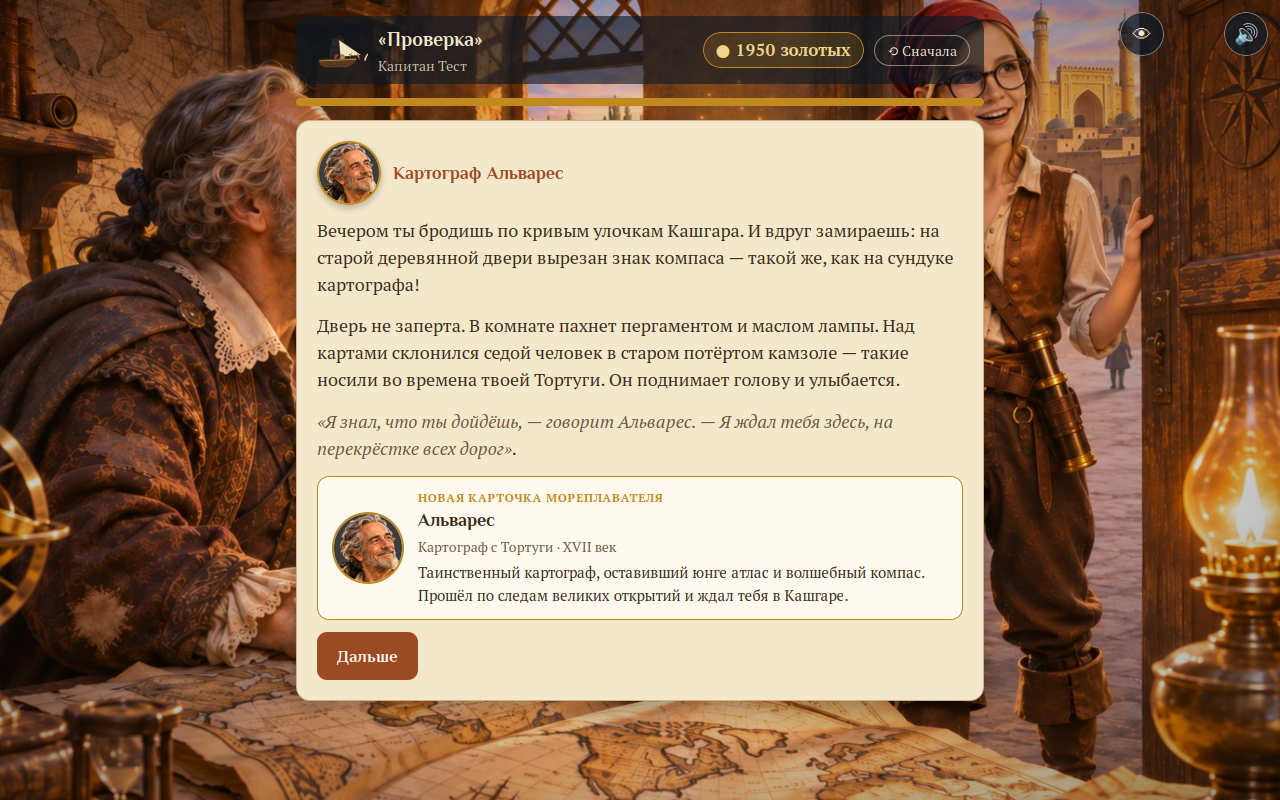 «Проверка»
Капитан Тест
1950 золотых
⟲ Сначала
Картограф Альварес
Вечером ты бродишь по кривым улочкам Кашгара. И вдруг замираешь: на
старой деревянной двери вырезан знак компаса — такой же, как на сундуке
картографа!
Дверь не заперта. В комнате пахнет пергаментом и маслом лампы. Над
картами склонился седой человек в старом потёртом камзоле — такие
носили во времена твоей Тортуги. Он поднимает голову и улыбается.
«Я знал, что ты дойдёшь, — говорит Альварес. — Я ждал тебя здесь, на
перекрёстке всех дорог».
НОВАЯ КАРТОЧКА МОРЕПЛАВАТЕЛЯ
Альварес
Картограф с Тортуги · XVII век
Таинственный картограф, оставивший юнге атлас и волшебный компас.
Прошёл по следам великих открытий и ждал тебя в Кашгаре.
Дальше